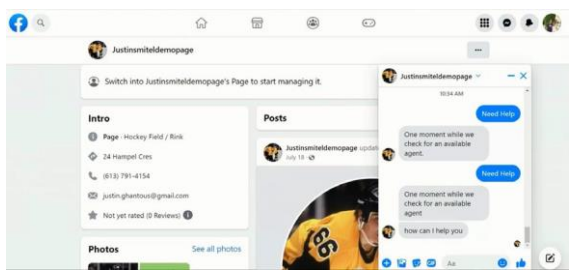 Justinsmiteldemopage
Switch into Justinsmiteldemopage's Page to start managing it.
Intro
Page · Hockey Field / Rink
24 Hampel Cres
(613) 791-4154
justin.ghantous@gmail.com
Not yet rated (0 Reviews)
Photos
See all photos
Posts
Justinsmiteldemopage
July 18
66
Justinsmiteldemopage
10:34 AM
Need Help
One moment while we
check for an available
agent.
Need Help
One moment while we
check for an available
agent
how can I help you
Aa
GIF